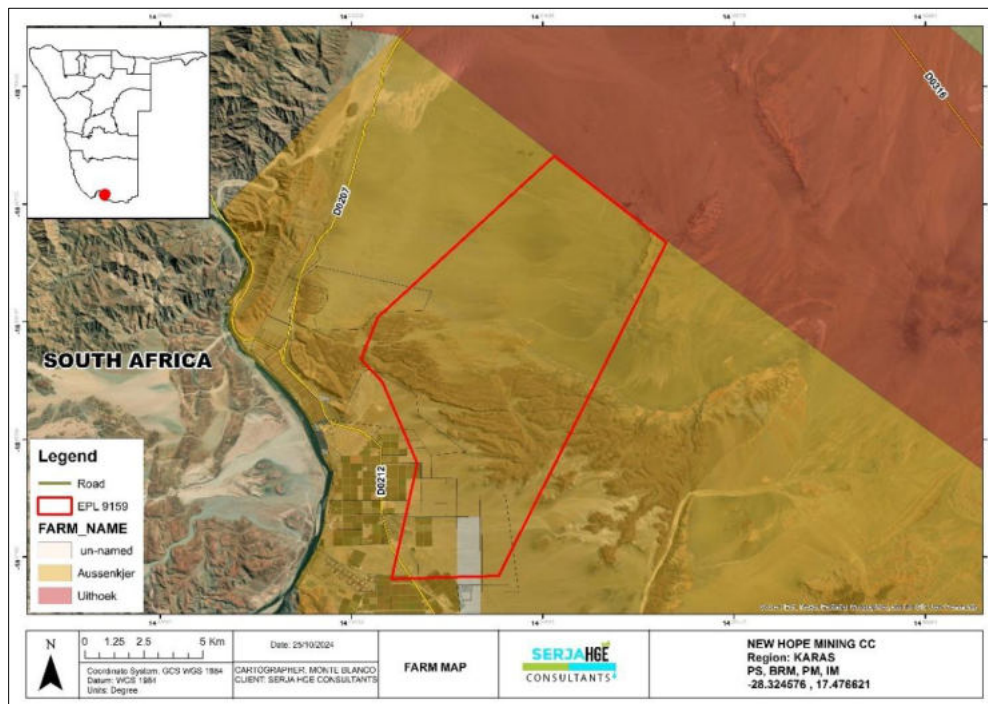 D0316
D0207
SOUTH AFRICA
D0212
Legend
Road
EPL 9159
FARM_NAME
un-named
Aussenkjer
Uithoek
N
0 1.25 2.5 5 Km
Coordinate System: GCS WGS 1984
Datum: WGS 1984
Units: Degree
Date: 25/10/2024
CARTOGRAPHER: MONTE BLANCO
CLIENT: SERJA HGE CONSULTANTS
FARM MAP
SERJAHGE
CONSULTANTS
NEW HOPE MINING CC
Region: KARAS
PS, BRM, PM, IM
-28.324576 , 17.476621